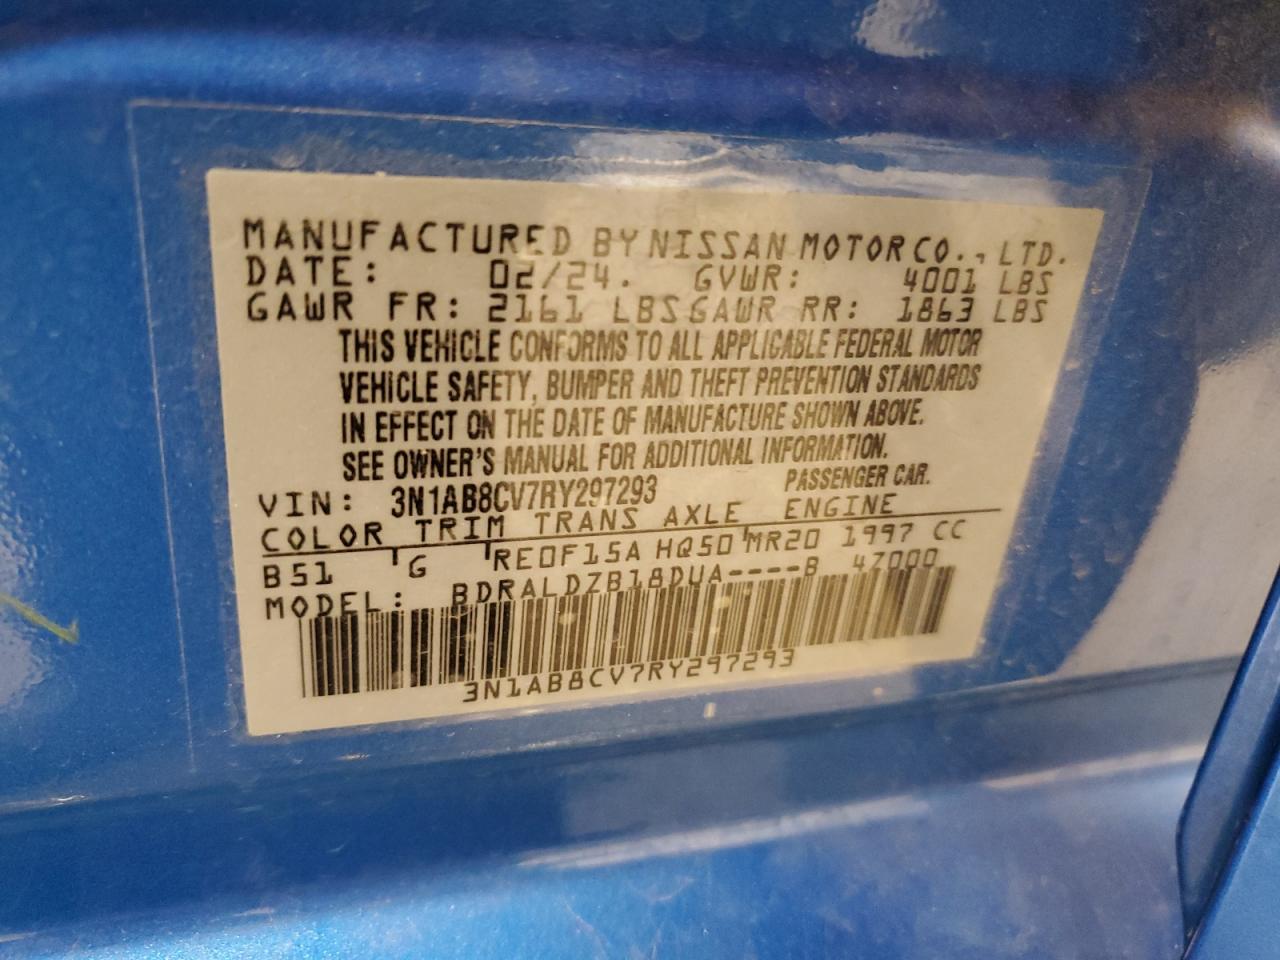 MANUFACTURED BY NISSAN MOTOR CO., LTD.
DATE: 02/24. GVWR: 4001 LBS
GAWR FR: 2161 LBS GAWR RR: 1863 LBS
THIS VEHICLE CONFORMS TO ALL APPLICABLE FEDERAL MOTOR
VEHICLE SAFETY, BUMPER AND THEFT PREVENTION STANDARDS
IN EFFECT ON THE DATE OF MANUFACTURE SHOWN ABOVE.
SEE OWNER'S MANUAL FOR ADDITIONAL INFORMATION.
VIN: 3N1AB8CV7RY297293 PASSENGER CAR.
COLOR TRIM TRANS AXLE ENGINE
B51 G RE0F15A HQ50 MR20 1997 CC
MODEL: BDRALDZB18DUA----B 47000
3N1AB8CV7RY297293